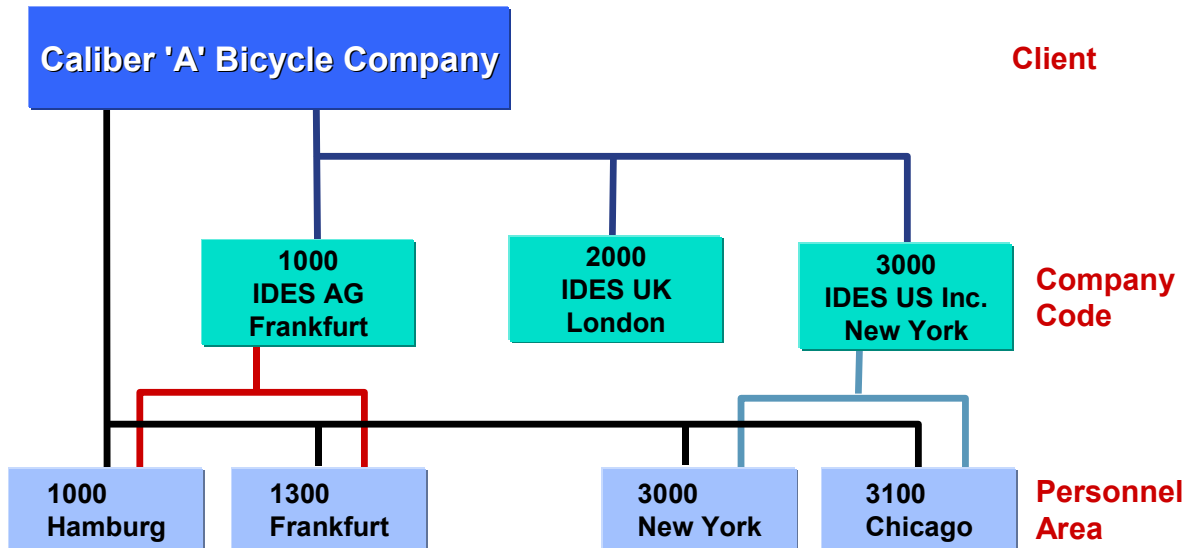 Caliber 'A' Bicycle Company
Client
1000
IDES AG
Frankfurt
2000
IDES UK
London
3000
IDES US Inc.
New York
Company
Code
1000
Hamburg
1300
Frankfurt
3000
New York
3100
Chicago
Personnel
Area